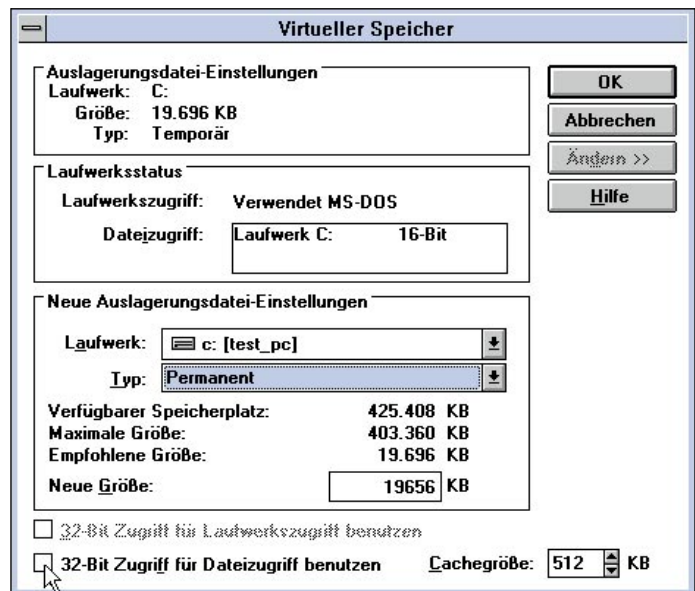 Virtueller Speicher
Auslagerungsdatei-Einstellungen
Laufwerk: C:
Größe: 19.696 KB
Typ: Temporär
OK
Abbrechen
Ändern >>
Hilfe
Laufwerksstatus
Laufwerkszugriff: Verwendet MS-DOS
Dateizugriff: Laufwerk C: 16-Bit
Neue Auslagerungsdatei-Einstellungen
Laufwerk: c: [test_pc]
Typ: Permanent
Verfügbarer Speicherplatz: 425.408 KB
Maximale Größe: 403.360 KB
Empfohlene Größe: 19.696 KB
Neue Größe: 19656 KB
32-Bit Zugriff für Laufwerkszugriff benutzen
32-Bit Zugriff für Dateizugriff benutzen Cachegröße: 512 KB